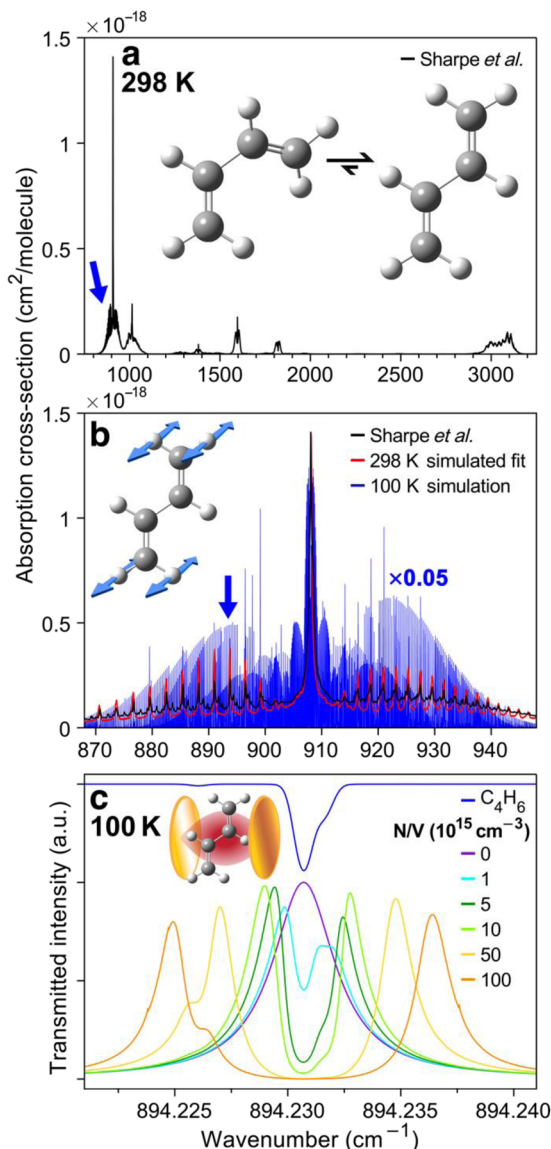 ×10⁻¹⁸
1.5
a
298 K
Sharpe et al.
1
0.5
0
1000
1500
2000
2500
3000
Absorption cross-section (cm²/molecule)
×10⁻¹⁸
1.5
b
Sharpe et al.
298 K simulated fit
100 K simulation
1
×0.05
0.5
0
870
880
890
900
910
920
930
940
c
100 K
C₄H₆
N/V (10¹⁵ cm⁻³)
0
1
5
10
50
100
Transmitted intensity (a.u.)
894.225
894.230
894.235
894.240
Wavenumber (cm⁻¹)